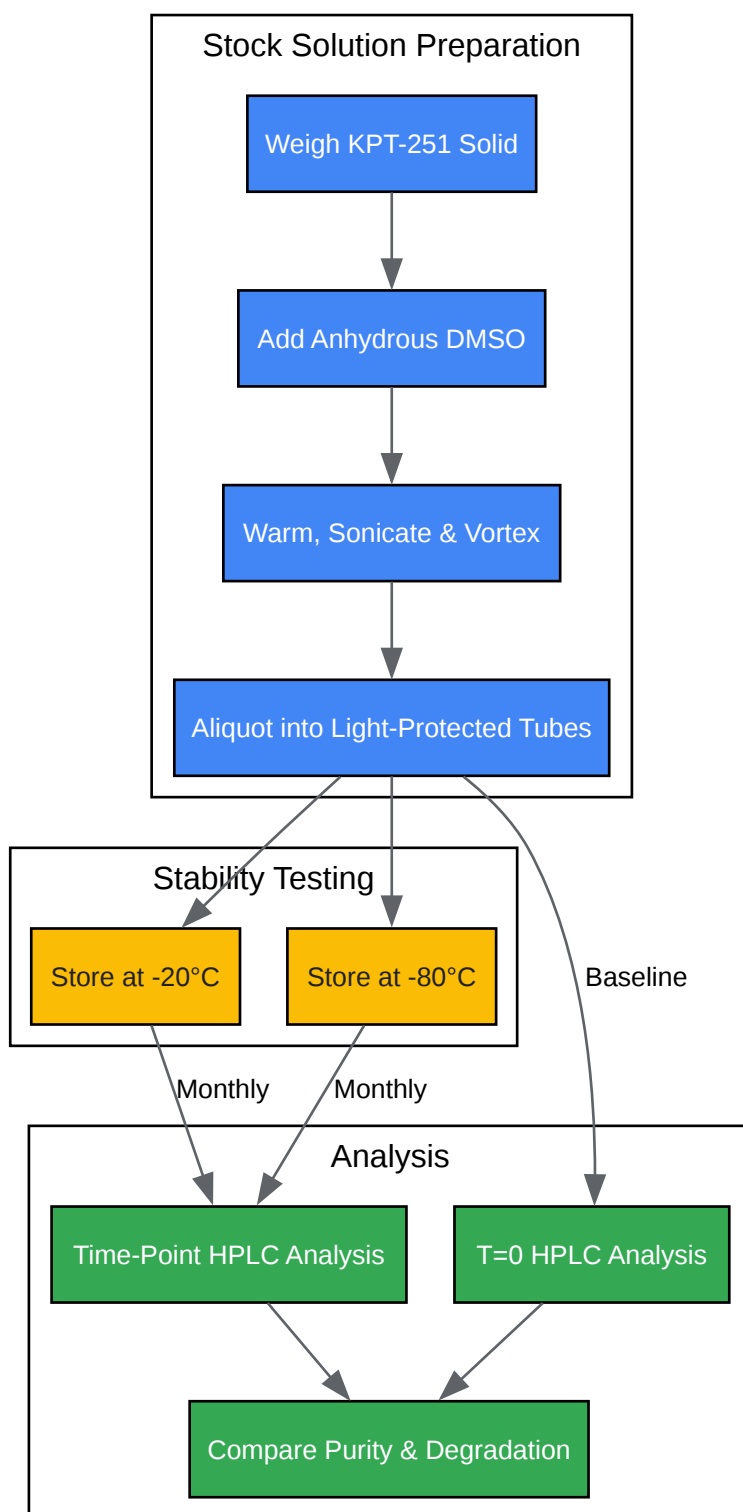 Stock Solution Preparation
Weigh KPT-251 Solid
Add Anhydrous DMSO
Warm, Sonicate & Vortex
Aliquot into Light-Protected Tubes
Stability Testing
Store at -20°C
Store at -80°C
Baseline
Monthly
Monthly
Analysis
Time-Point HPLC Analysis
T=0 HPLC Analysis
Compare Purity & Degradation